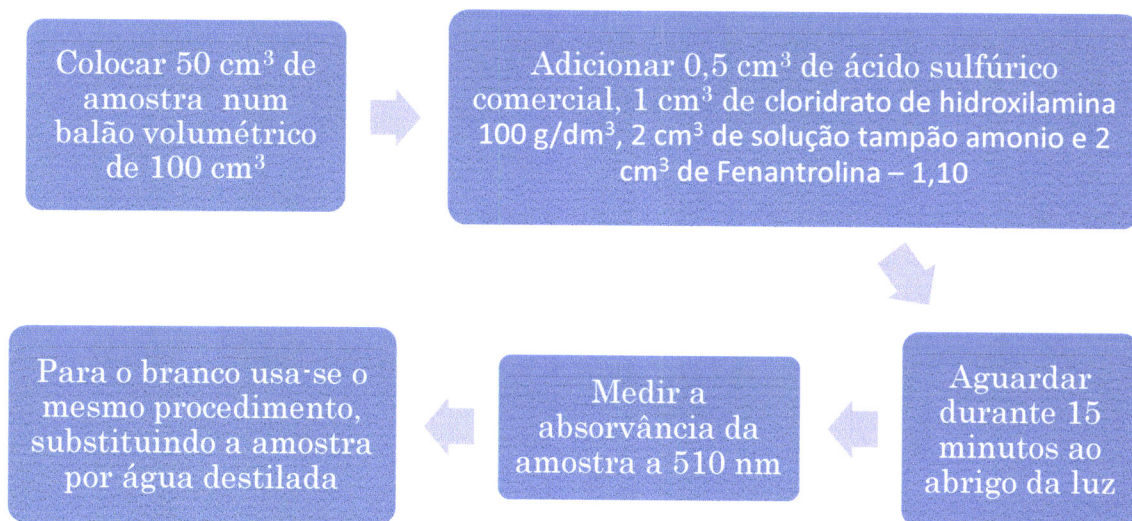 Colocar 50 cm³ de
amostra num
balão volumétrico
de 100 cm³
Adicionar 0,5 cm³ de ácido sulfúrico
comercial, 1 cm³ de cloridrato de hidroxilamina
100 g/dm³, 2 cm³ de solução tampão amonio e 2
cm³ de Fenantrolina – 1,10
Aguardar
durante 15
minutos ao
abrigo da luz
Medir a
absorvância da
amostra a 510 nm
Para o branco usa-se o
mesmo procedimento,
substituindo a amostra
por água destilada